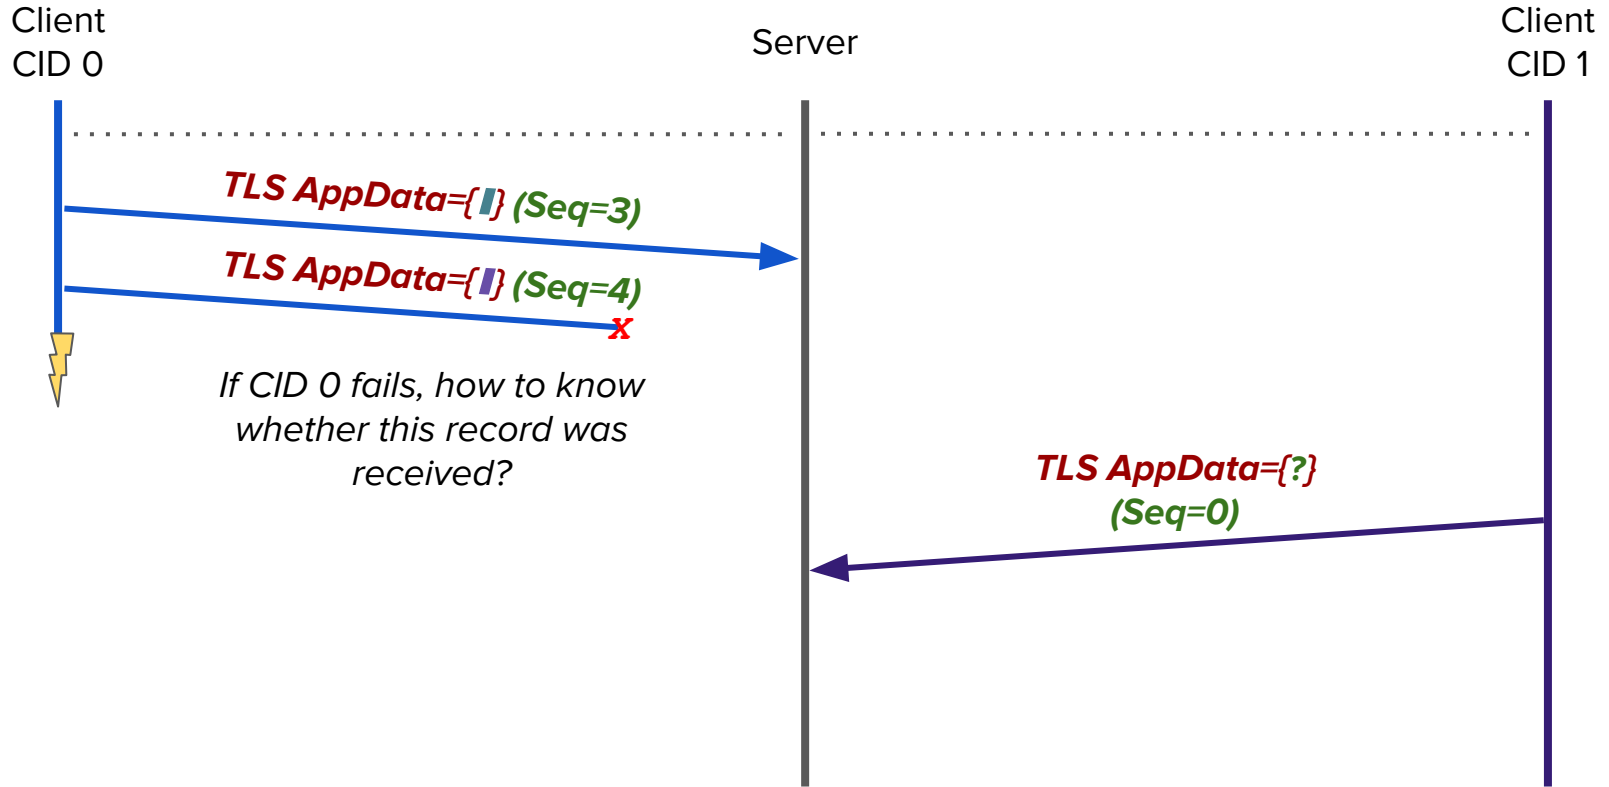 Client
CID 0
Server
Client
CID 1
TLS AppData={ } (Seq=3)
TLS AppData={ } (Seq=4)
x
If CID 0 fails, how to know
whether this record was
received?
TLS AppData={?}
(Seq=0)